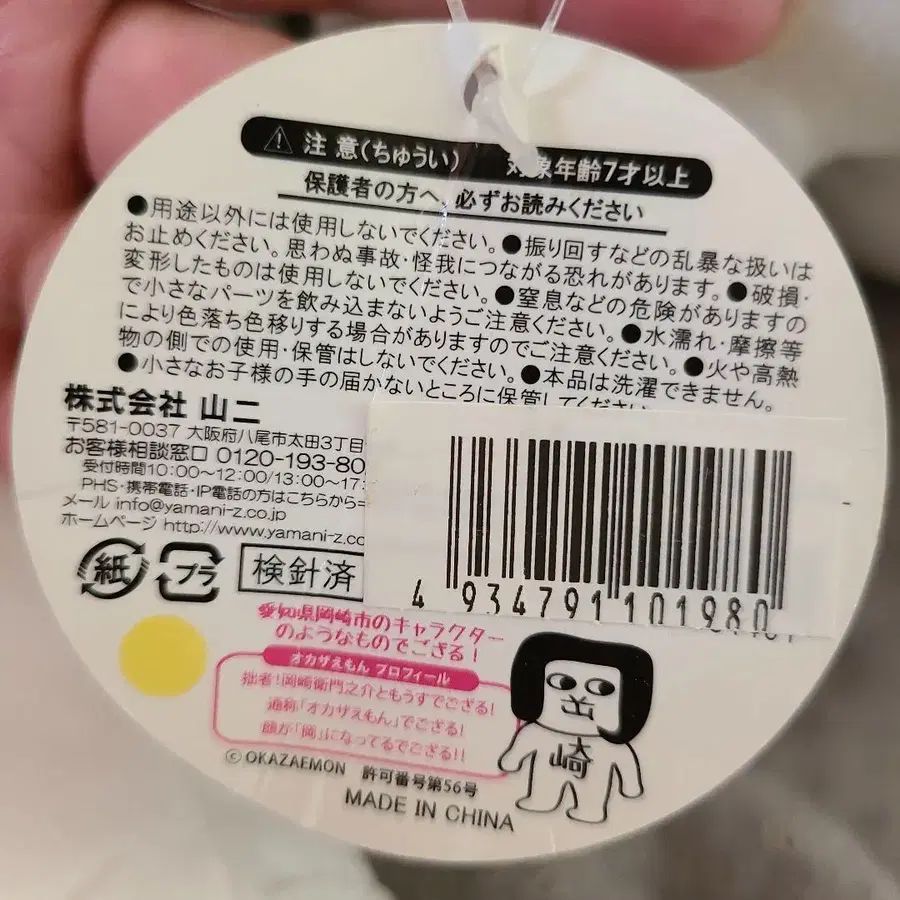 注意(ちゅうい) 対象年齢7才以上
保護者の方へ 必ずお読みください
●用途以外には使用しないでください。●振り回すなどの乱暴な扱いは
お止めください。思わぬ事故・怪我につながる恐れがあります。●破損・
変形したものは使用しないでください。●窒息などの危険がありますの
で小さなパーツを飲み込まないようご注意ください。●水濡れ・摩擦等
により色落ち色移りする場合がありますのでご注意ください。●火や高熱
物の側での使用・保管はしないでください。●本品は洗濯できません。
●小さなお子様の手の届かないところに保管してください
株式会社 山二
〒581-0037 大阪府八尾市太田3丁目
お客様相談窓口 0120-193-80
受付時間10:00〜12:00/13:00〜17:
PHS・携帯電話・IP電話の方はこちらから
メール info@yamani-z.co.jp
ホームページ http://www.yamani-z.co
紙 プラ 検針済
4 934791 101980
愛知県岡崎市のキャラクター
のようなものでござる!
オカザえもん プロフィール
拙者!岡崎衛門之介ともうすでござる!
通称「オカザえもん」でござる!
顔が「岡」になってるでござる!!
崎
© OKAZAEMON 許可番号第56号
MADE IN CHINA